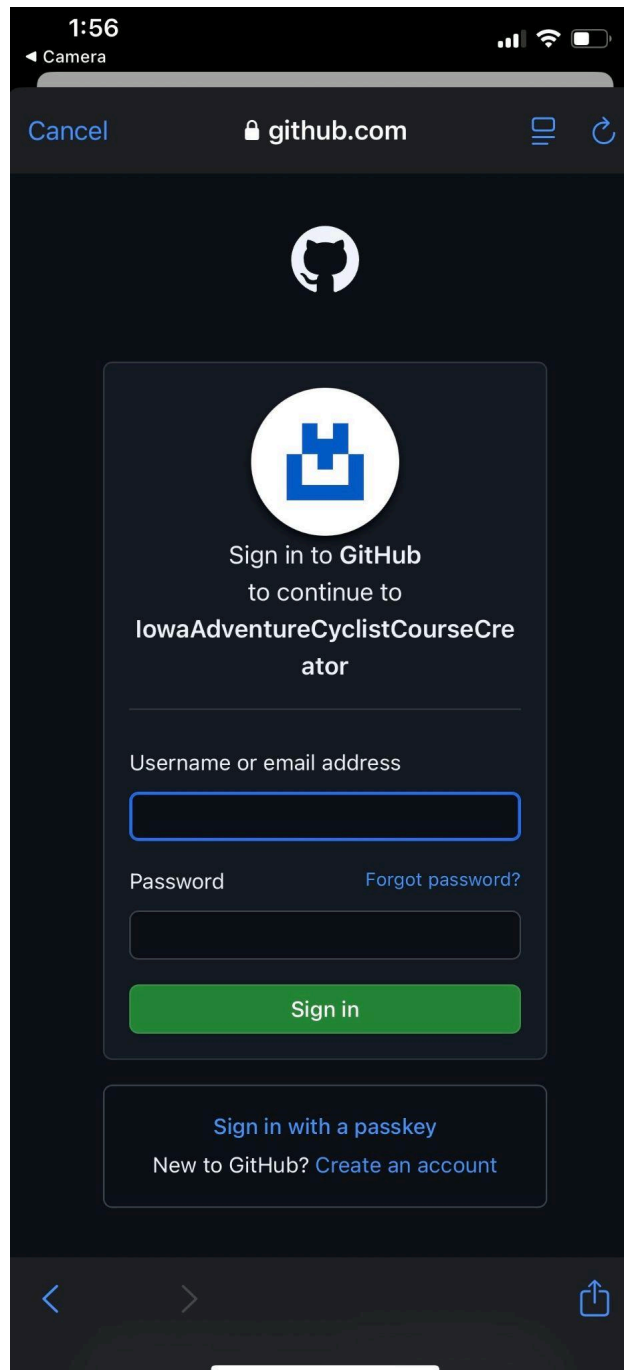 1:56
◀ Camera
Cancel
github.com
Sign in to GitHub
to continue to
IowaAdventureCyclistCourseCre
ator
Username or email address
Password
Forgot password?
Sign in
Sign in with a passkey
New to GitHub? Create an account